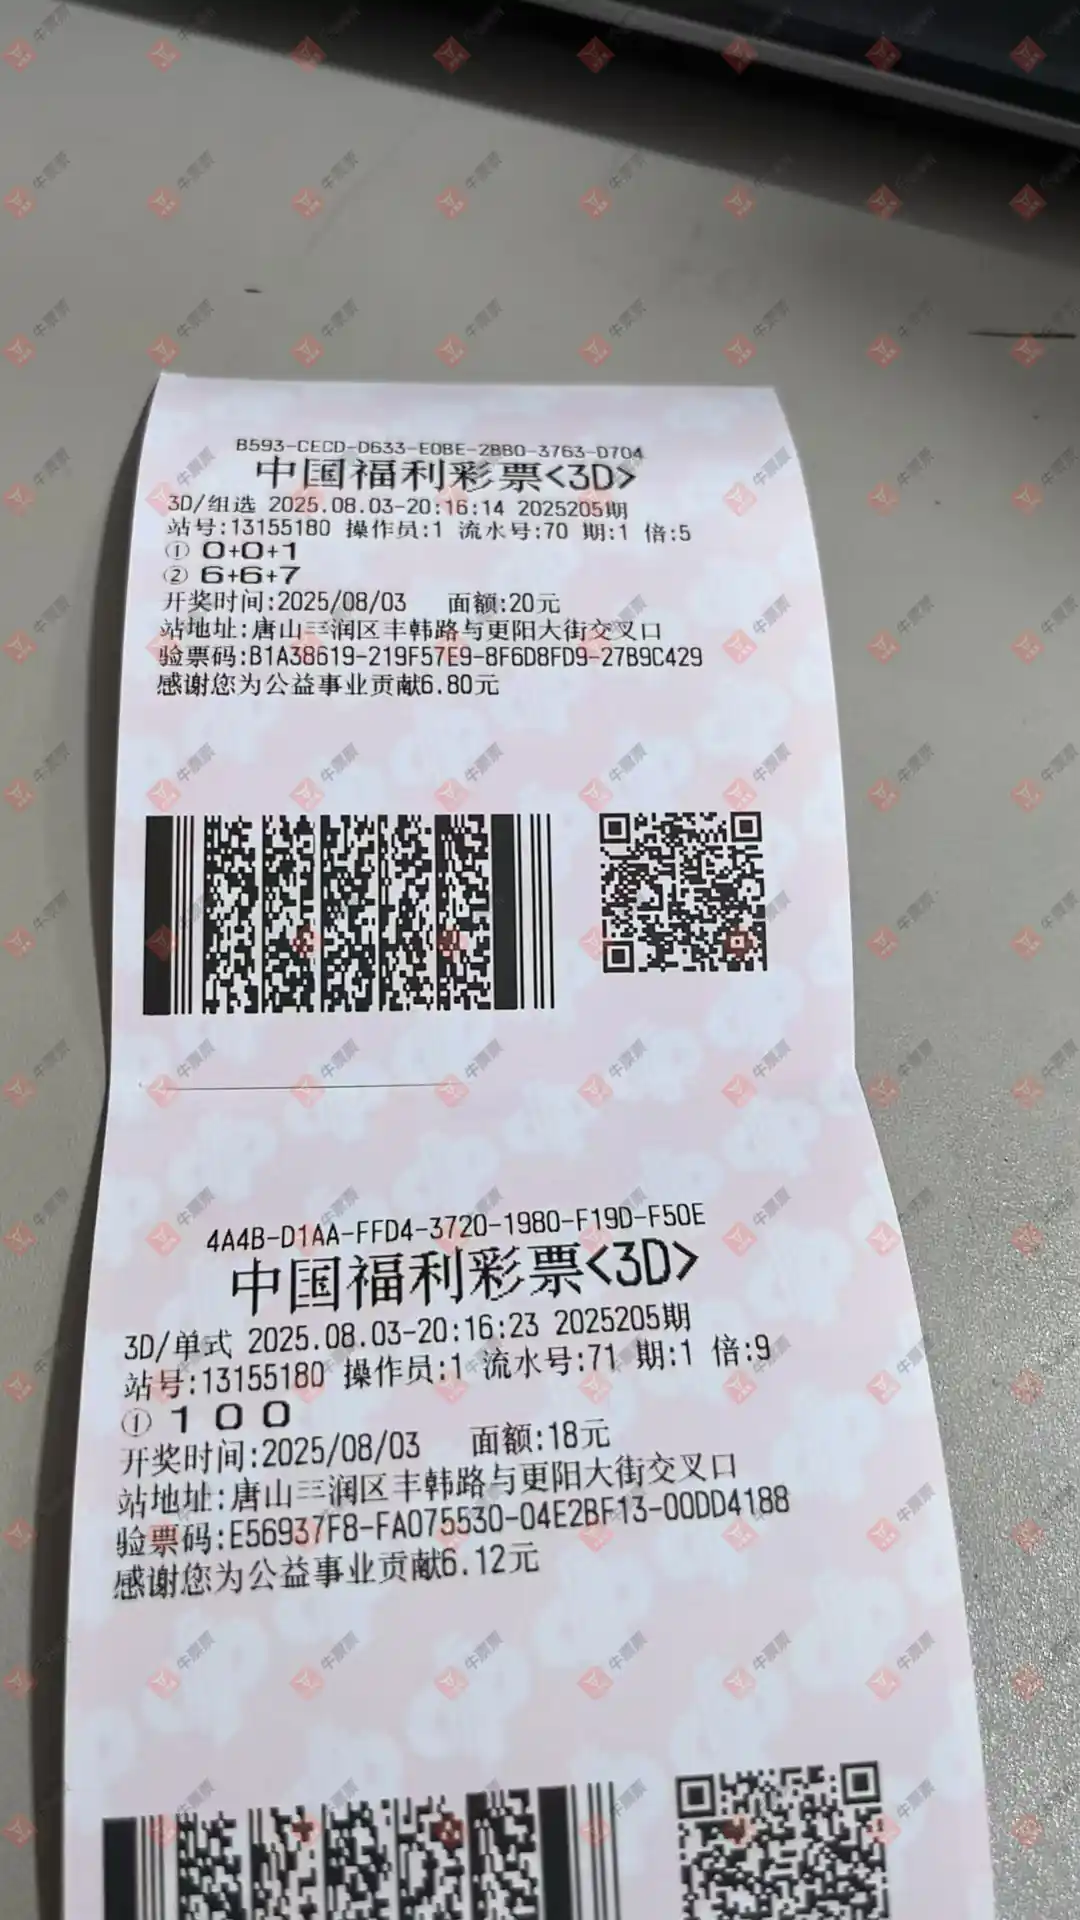 B593-CECD-D633-E0BE-2BB0-3763-D704
中国福利彩票<3D>
3D/组选 2025.08.03-20:16:14 2025205期
站号:13155180 操作员:1 流水号:70 期:1 倍:5
① 0+0+1
② 6+6+7
开奖时间:2025/08/03 面额:20元
站地址:唐山三润区丰韩路与更阳大街交叉口
验票码:B1A38619-219F57E9-8F6D8FD9-27B9C429
感谢您为公益事业贡献6.80元
4A4B-D1AA-FFD4-3720-1980-F19D-F50E
中国福利彩票<3D>
3D/单式 2025.08.03-20:16:23 2025205期
站号:13155180 操作员:1 流水号:71 期:1 倍:9
① 1 0 0
开奖时间:2025/08/03 面额:18元
站地址:唐山三润区丰韩路与更阳大街交叉口
验票码:E56937F8-FA075530-04E2BF13-00DD4188
感谢您为公益事业贡献6.12元
牛票票